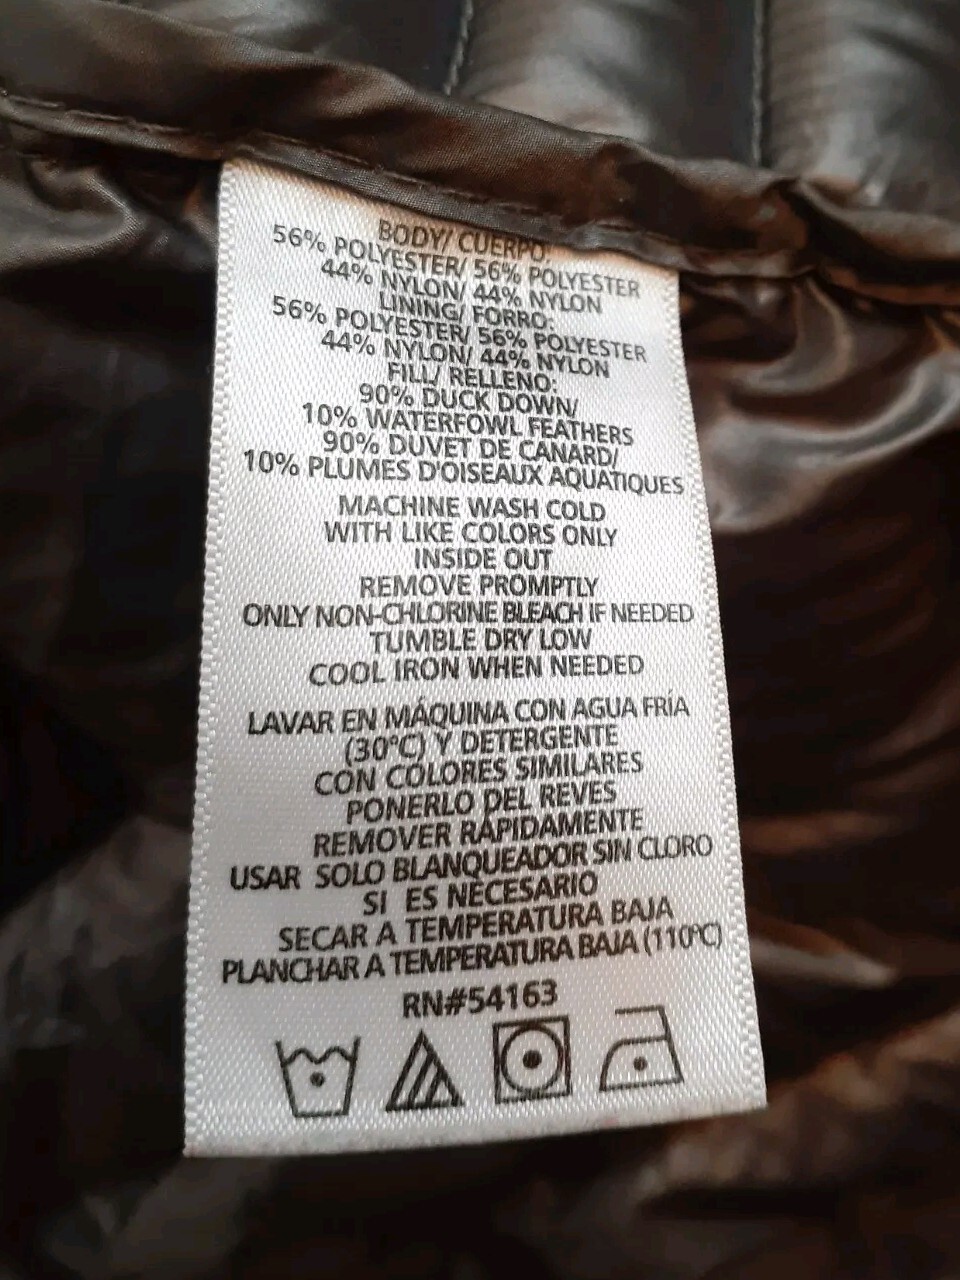 BODY/ CUERPO:
56% POLYESTER/ 56% POLYESTER
44% NYLON/ 44% NYLON
LINING/ FORRO:
56% POLYESTER/ 56% POLYESTER
44% NYLON/ 44% NYLON
FILL/ RELLENO:
90% DUCK DOWN/
10% WATERFOWL FEATHERS
90% DUVET DE CANARD/
10% PLUMES D'OISEAUX AQUATIQUES
MACHINE WASH COLD
WITH LIKE COLORS ONLY
INSIDE OUT
REMOVE PROMPTLY
ONLY NON-CHLORINE BLEACH IF NEEDED
TUMBLE DRY LOW
COOL IRON WHEN NEEDED
LAVAR EN MÁQUINA CON AGUA FRÍA
(30°C) Y DETERGENTE
CON COLORES SIMILARES
PONERLO DEL REVES
REMOVER RÁPIDAMENTE
USAR SOLO BLANQUEADOR SIN CLORO
SI ES NECESARIO
SECAR A TEMPERATURA BAJA
PLANCHAR A TEMPERATURA BAJA (110°C)
RN#54163